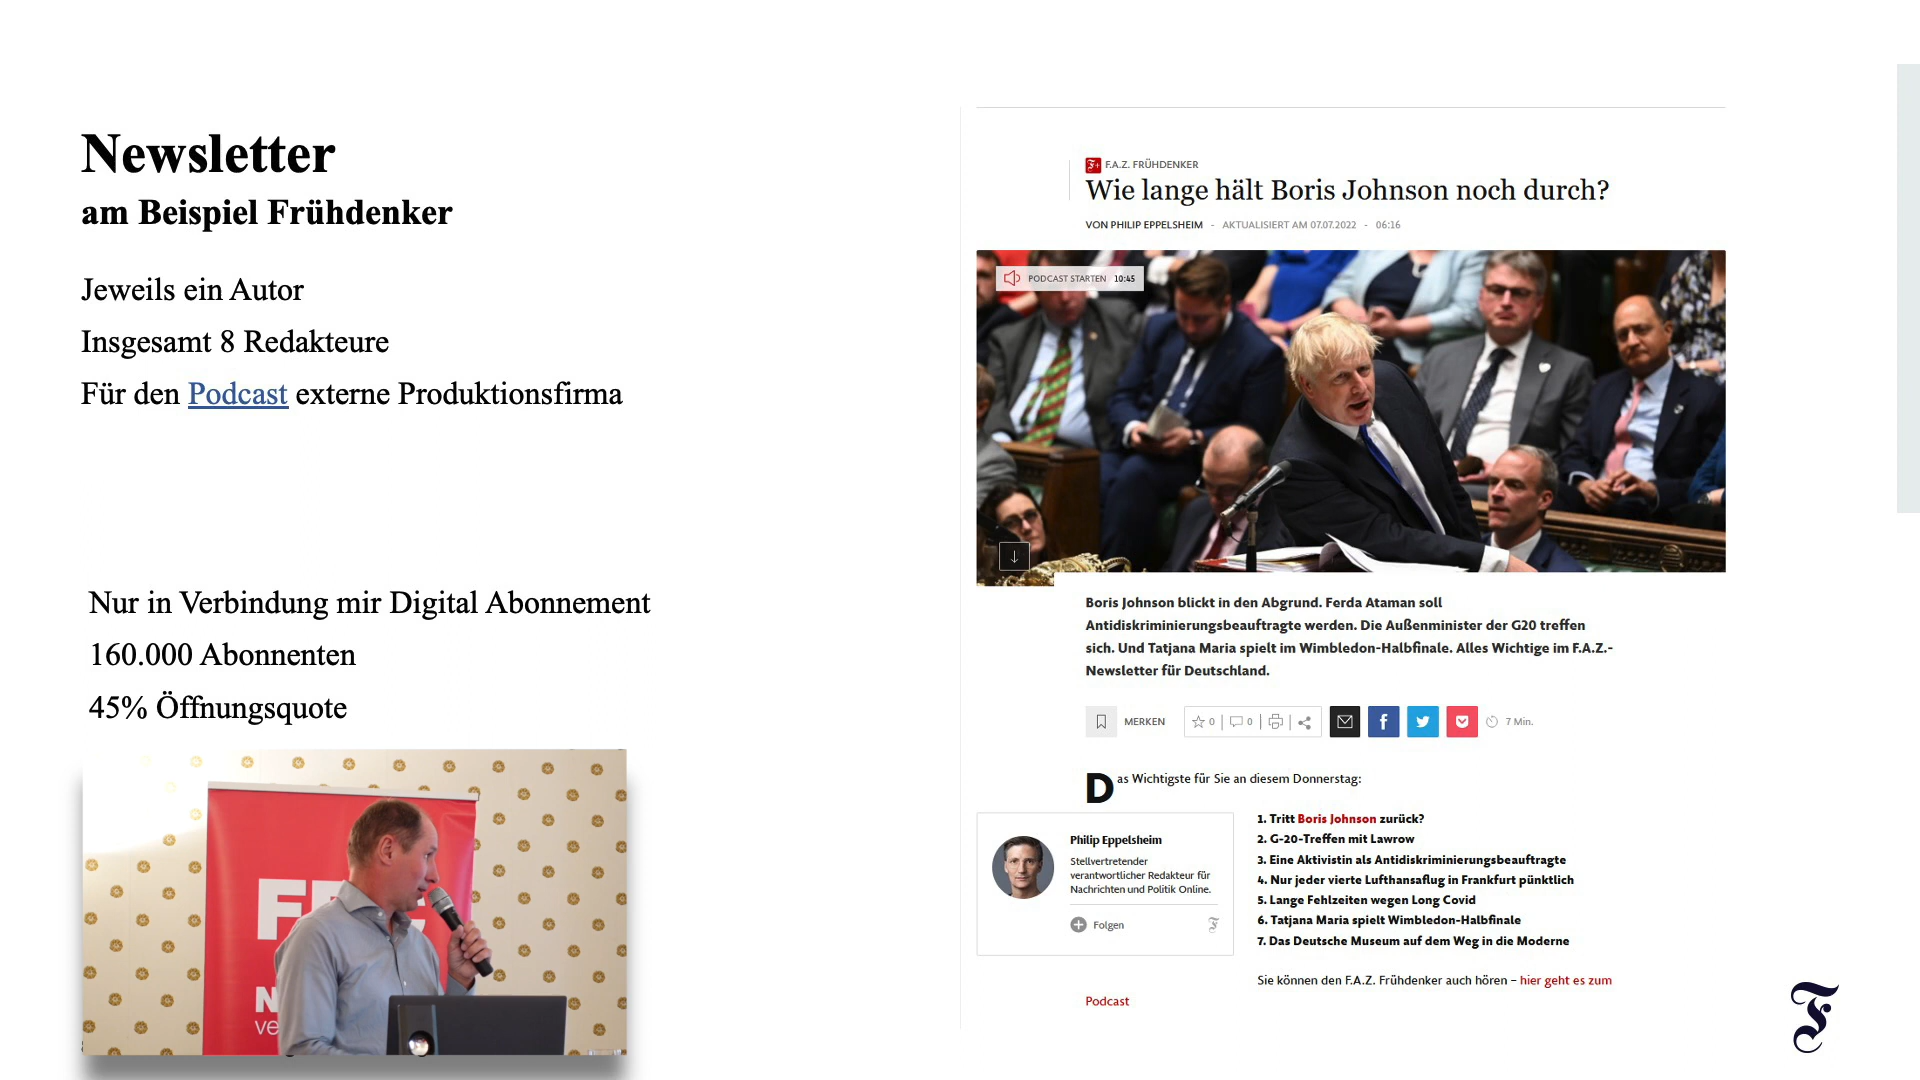 Newsletter
am Beispiel Frühdenker
Jeweils ein Autor
Insgesamt 8 Redakteure
Für den Podcast externe Produktionsfirma
Nur in Verbindung mir Digital Abonnement
160.000 Abonnenten
45% Öffnungsquote
F.A.Z. FRÜHDENKER
Wie lange hält Boris Johnson noch durch?
VON PHILIP EPPELSHEIM - AKTUALISIERT AM 07.07.2022 - 06:16
PODCAST STARTEN 10:45
Boris Johnson blickt in den Abgrund. Ferda Ataman soll
Antidiskriminierungsbeauftragte werden. Die Außenminister der G20 treffen
sich. Und Tatjana Maria spielt im Wimbledon-Halbfinale. Alles Wichtige im F.A.Z.-
Newsletter für Deutschland.
MERKEN 0 0 7 Min.
Das Wichtigste für Sie an diesem Donnerstag:
Philip Eppelsheim
Stellvertretender
verantwortlicher Redakteur für
Nachrichten und Politik Online.
Folgen
1. Tritt Boris Johnson zurück?
2. G-20-Treffen mit Lawrow
3. Eine Aktivistin als Antidiskriminierungsbeauftragte
4. Nur jeder vierte Lufthansaflug in Frankfurt pünktlich
5. Lange Fehlzeiten wegen Long Covid
6. Tatjana Maria spielt Wimbledon-Halbfinale
7. Das Deutsche Museum auf dem Weg in die Moderne
Sie können den F.A.Z. Frühdenker auch hören – hier geht es zum
Podcast